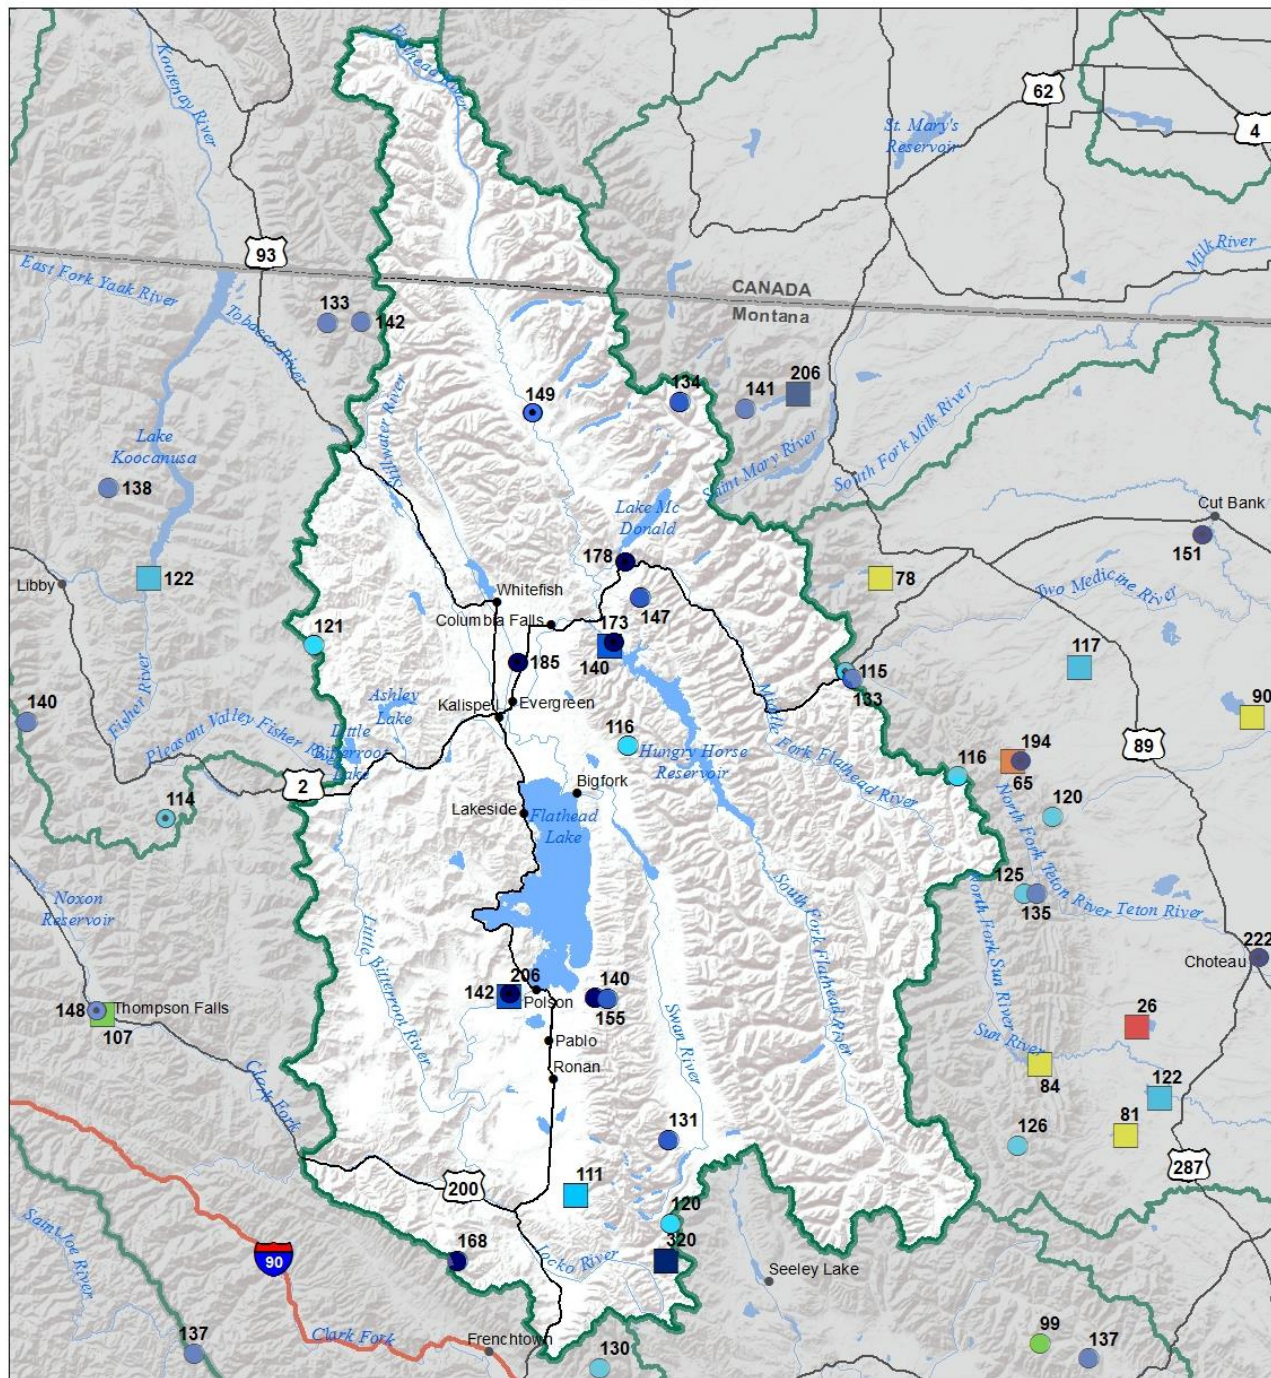 Flathead River
Kootenay River
62
4
St. Mary's
Reservoir
Milk River
93
East Fork Yaak River
CANADA
Montana
Tobacco River
133
142
206
134
141
149
Stillwater River
South Fork Milk River
Saint Mary River
Lake
Koocanusa
138
Lake Mc
Donald
Cut Bank
151
178
Libby
122
78
Two Medicine River
Whitefish
147
Columbia Falls
173
121
140
185
117
115
133
Fisher River
140
Ashley
Lake
Evergreen
Kalispell
90
Pleasant Valley Fisher River
Little
Bitterroot
Lake
116
Hungry Horse
Reservoir
Middle Fork Flathead River
89
194
116
65
2
Bigfork
Lakeside
Flathead
Lake
114
120
North Fork Teton River
Teton River
125
135
Noxon
Reservoir
North Fork Sun River
South Fork Flathead River
Little Bitterroot River
222
Choteau
206
142
140
Polson
155
148
Thompson Falls
107
26
Sun River
Pablo
Ronan
Swan River
84
122
Clark Fork
81
131
126
287
200
111
120
320
Saint Joe River
168
Jocko River
90
Seeley Lake
Clark Fork
Frenchtown
137
130
99
137